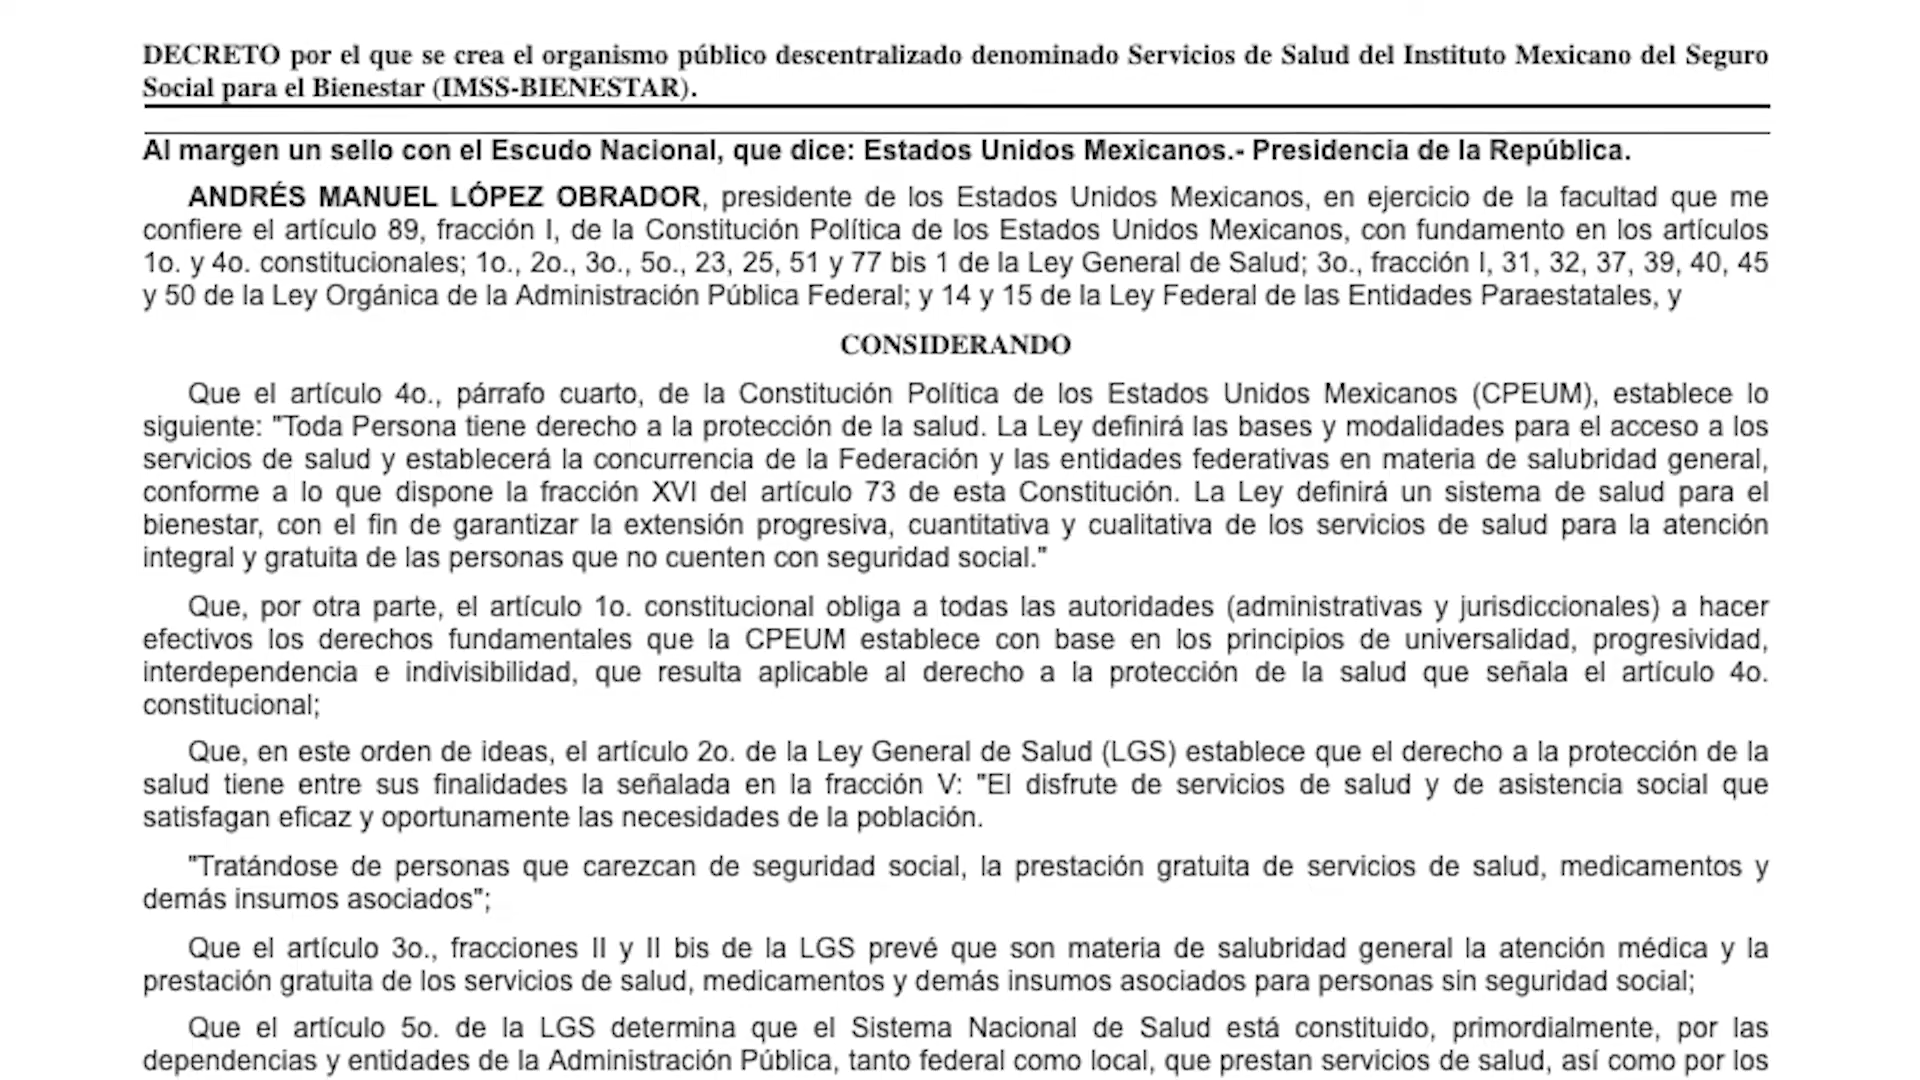 DECRETO por el que se crea el organismo público descentralizado denominado Servicios de Salud del Instituto Mexicano del Seguro
Social para el Bienestar (IMSS-BIENESTAR).
Al margen un sello con el Escudo Nacional, que dice: Estados Unidos Mexicanos.- Presidencia de la República.
ANDRÉS MANUEL LÓPEZ OBRADOR, presidente de los Estados Unidos Mexicanos, en ejercicio de la facultad que me
confiere el artículo 89, fracción I, de la Constitución Política de los Estados Unidos Mexicanos, con fundamento en los artículos
1o. y 4o. constitucionales; 1o., 2o., 3o., 5o., 23, 25, 51 y 77 bis 1 de la Ley General de Salud; 3o., fracción I, 31, 32, 37, 39, 40, 45
y 50 de la Ley Orgánica de la Administración Pública Federal; y 14 y 15 de la Ley Federal de las Entidades Paraestatales, y
CONSIDERANDO
Que el artículo 4o., párrafo cuarto, de la Constitución Política de los Estados Unidos Mexicanos (CPEUM), establece lo
siguiente: "Toda Persona tiene derecho a la protección de la salud. La Ley definirá las bases y modalidades para el acceso a los
servicios de salud y establecerá la concurrencia de la Federación y las entidades federativas en materia de salubridad general,
conforme a lo que dispone la fracción XVI del artículo 73 de esta Constitución. La Ley definirá un sistema de salud para el
bienestar, con el fin de garantizar la extensión progresiva, cuantitativa y cualitativa de los servicios de salud para la atención
integral y gratuita de las personas que no cuenten con seguridad social."
Que, por otra parte, el artículo 1o. constitucional obliga a todas las autoridades (administrativas y jurisdiccionales) a hacer
efectivos los derechos fundamentales que la CPEUM establece con base en los principios de universalidad, progresividad,
interdependencia e indivisibilidad, que resulta aplicable al derecho a la protección de la salud que señala el artículo 4o.
constitucional;
Que, en este orden de ideas, el artículo 2o. de la Ley General de Salud (LGS) establece que el derecho a la protección de la
salud tiene entre sus finalidades la señalada en la fracción V: "El disfrute de servicios de salud y de asistencia social que
satisfagan eficaz y oportunamente las necesidades de la población.
"Tratándose de personas que carezcan de seguridad social, la prestación gratuita de servicios de salud, medicamentos y
demás insumos asociados";
Que el artículo 3o., fracciones II y II bis de la LGS prevé que son materia de salubridad general la atención médica y la
prestación gratuita de los servicios de salud, medicamentos y demás insumos asociados para personas sin seguridad social;
Que el artículo 5o. de la LGS determina que el Sistema Nacional de Salud está constituido, primordialmente, por las
dependencias y entidades de la Administración Pública, tanto federal como local, que prestan servicios de salud, así como por los